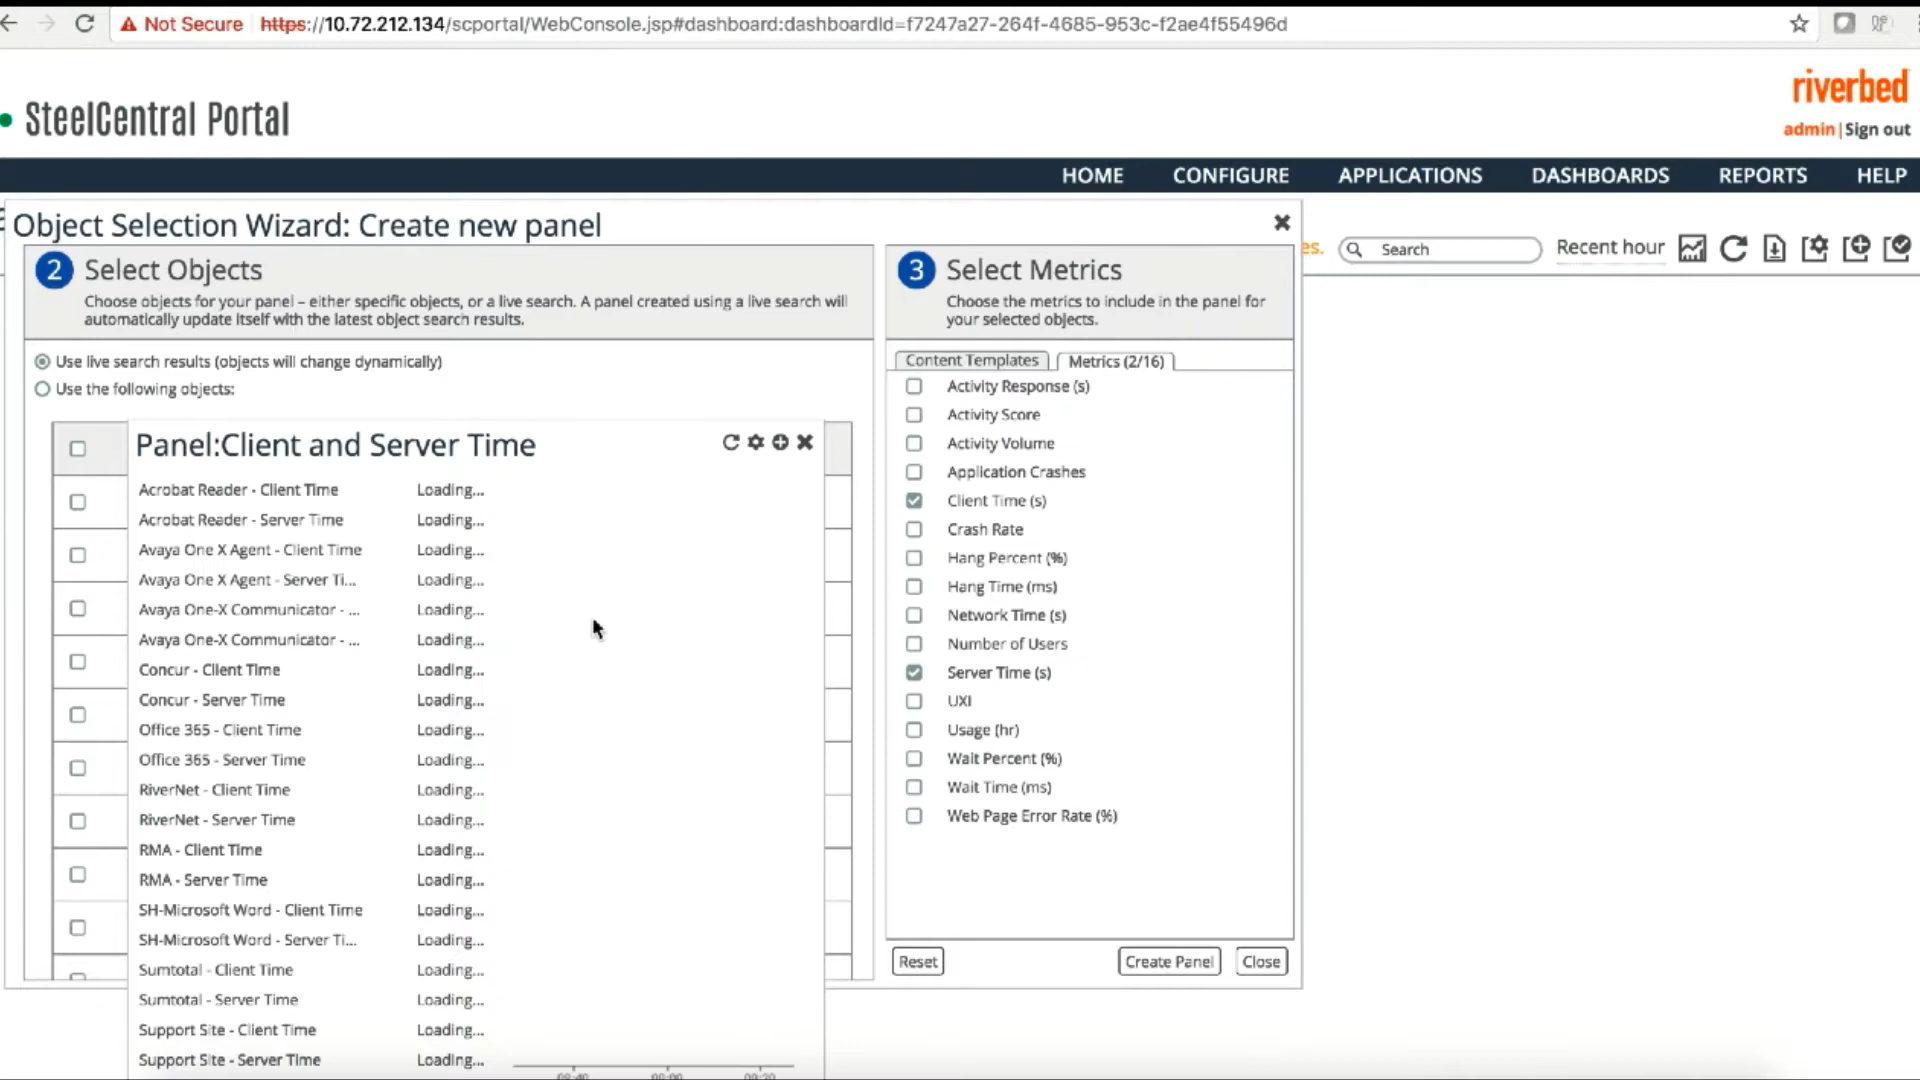 Not Secure https://10.72.212.134/scportal/WebConsole.jsp#dashboard:dashboardId=f7247a27-264f-4685-953c-f2ae4f55496d
riverbed
SteelCentral Portal
admin | Sign out
HOME CONFIGURE APPLICATIONS DASHBOARDS REPORTS HELP
Object Selection Wizard: Create new panel
es. Search Recent hour
2 Select Objects
Choose objects for your panel – either specific objects, or a live search. A panel created using a live search will
automatically update itself with the latest object search results.
3 Select Metrics
Choose the metrics to include in the panel for
your selected objects.
Use live search results (objects will change dynamically)
Use the following objects:
Content Templates Metrics (2/16)
Activity Response (s)
Activity Score
Activity Volume
Application Crashes
Client Time (s)
Crash Rate
Hang Percent (%)
Hang Time (ms)
Network Time (s)
Number of Users
Server Time (s)
UXI
Usage (hr)
Wait Percent (%)
Wait Time (ms)
Web Page Error Rate (%)
Reset Create Panel Close
Panel:Client and Server Time
Acrobat Reader - Client Time Loading...
Acrobat Reader - Server Time Loading...
Avaya One X Agent - Client Time Loading...
Avaya One X Agent - Server Ti... Loading...
Avaya One-X Communicator - ... Loading...
Avaya One-X Communicator - ... Loading...
Concur - Client Time Loading...
Concur - Server Time Loading...
Office 365 - Client Time Loading...
Office 365 - Server Time Loading...
RiverNet - Client Time Loading...
RiverNet - Server Time Loading...
RMA - Client Time Loading...
RMA - Server Time Loading...
SH-Microsoft Word - Client Time Loading...
SH-Microsoft Word - Server Ti... Loading...
Sumtotal - Client Time Loading...
Sumtotal - Server Time Loading...
Support Site - Client Time Loading...
Support Site - Server Time Loading...